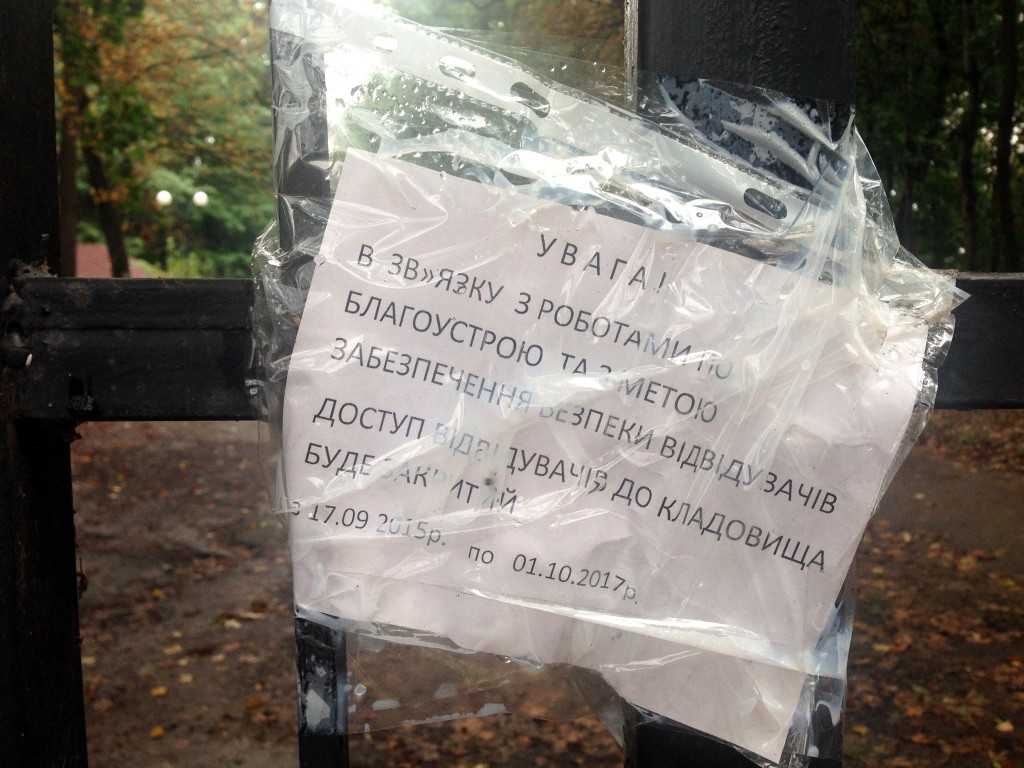 УВАГА!
В ЗВ»ЯЗКУ З РОБОТАМИ ПО
БЛАГОУСТРОЮ ТА З МЕТОЮ
ЗАБЕЗПЕЧЕННЯ БЕЗПЕКИ ВІДВІДУВАЧІВ
ДОСТУП ВІДВІДУВАЧІВ ДО КЛАДОВИЩА
БУДЕ ЗАКРИТИЙ
з 17.09 2015р. по 01.10.2017р.